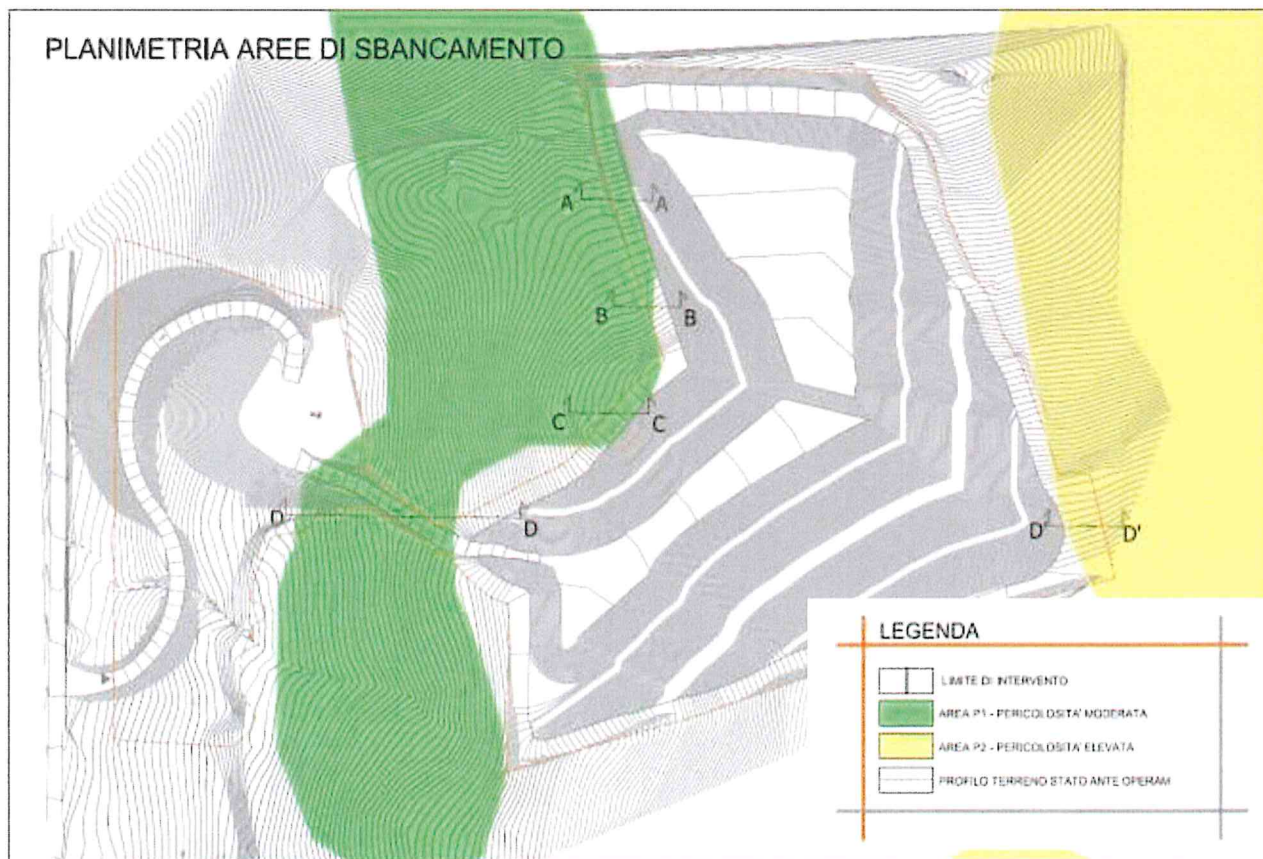 PLANIMETRIA AREE DI SBANCAMENTO
A A
B B
C C
D D
D' D'
LEGENDA
LIMITE DI INTERVENTO
AREA P1 - PERICOLOSITA' MODERATA
AREA P2 - PERICOLOSITA' ELEVATA
PROFILO TERRENO STATO ANTE OPERAM